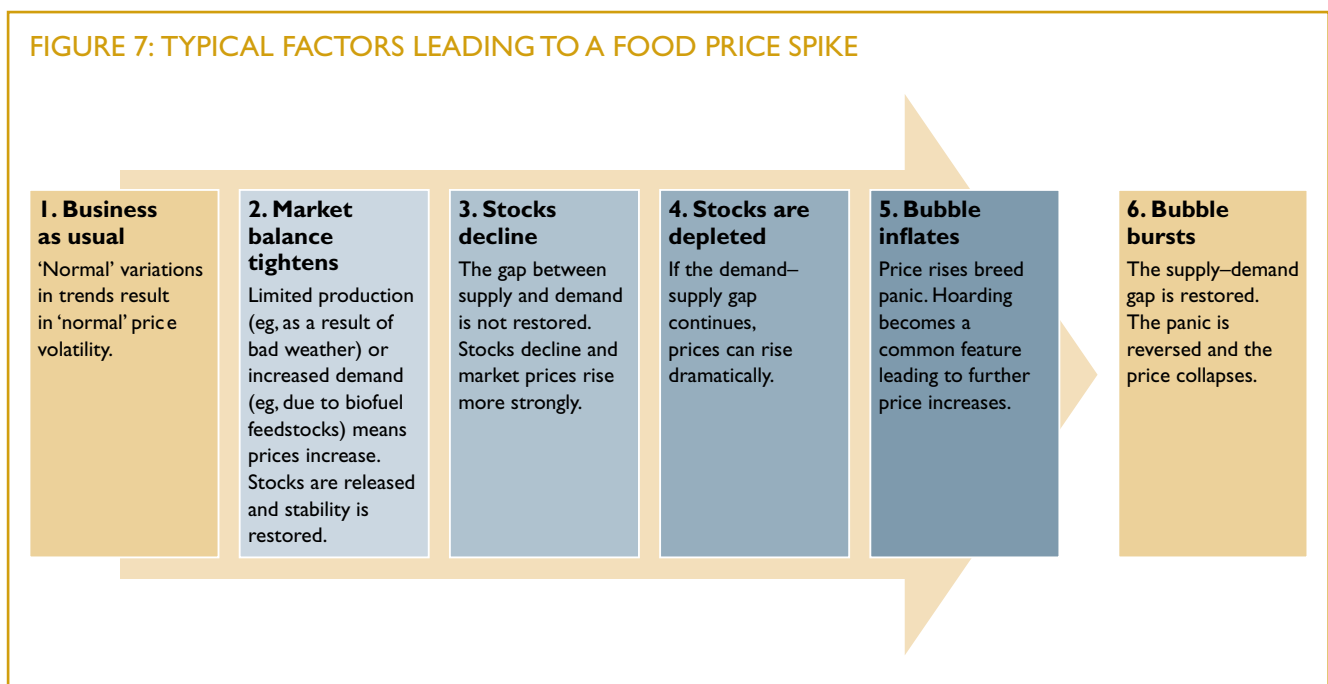 FIGURE 7: TYPICAL FACTORS LEADING TO A FOOD PRICE SPIKE
1. Business
as usual
‘Normal’ variations
in trends result
in ‘normal’ price
volatility.
2. Market
balance
tightens
Limited production
(eg, as a result of
bad weather) or
increased demand
(eg, due to biofuel
feedstocks) means
prices increase.
Stocks are released
and stability is
restored.
3. Stocks
decline
The gap between
supply and demand
is not restored.
Stocks decline and
market prices rise
more strongly.
4. Stocks are
depleted
If the demand–
supply gap
continues,
prices can rise
dramatically.
5. Bubble
inflates
Price rises breed
panic. Hoarding
becomes a
common feature
leading to further
price increases.
6. Bubble
bursts
The supply–demand
gap is restored.
The panic is
reversed and the
price collapses.